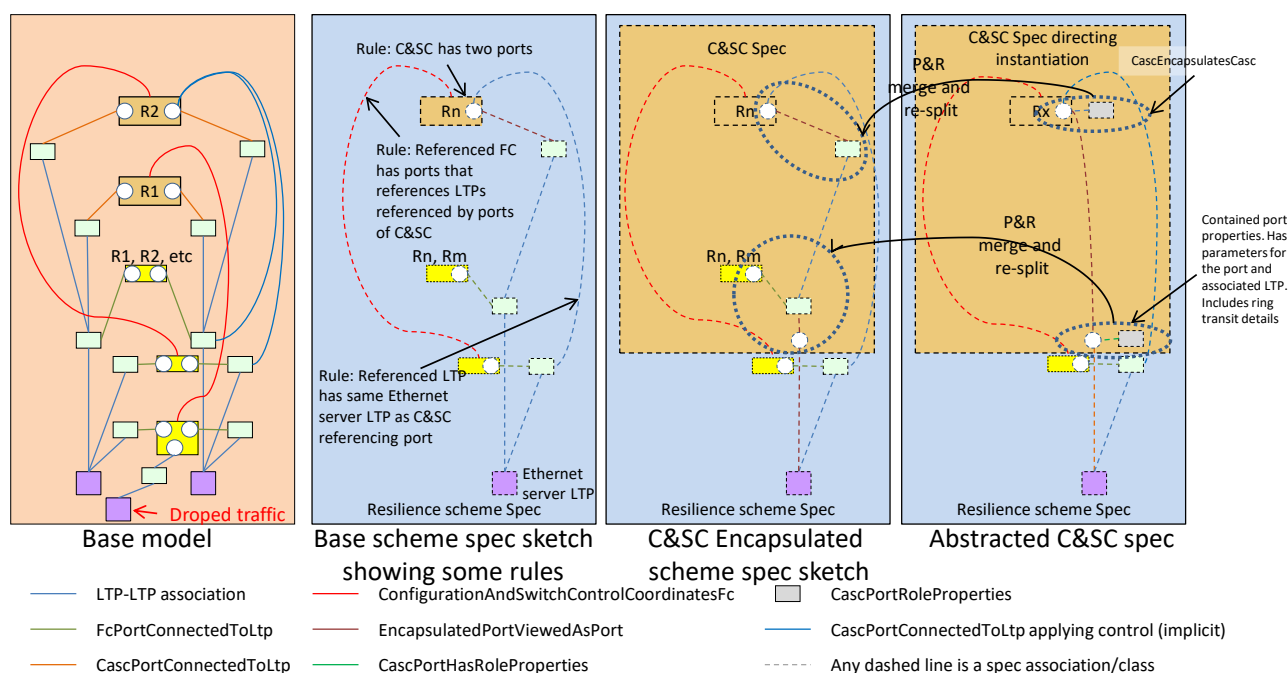 R2
R1
R1, R2, etc
Droped traffic
Base model
Rule: C&SC has two ports
Rn
Rule: Referenced FC
has ports that
references LTPs
referenced by ports
of C&SC
Rn, Rm
Rule: Referenced LTP
has same Ethernet
server LTP as C&SC
referencing port
Ethernet
server LTP
Resilience scheme Spec
Base scheme spec sketch
showing some rules
C&SC Spec
Rn
Rn, Rm
Resilience scheme Spec
C&SC Encapsulated
scheme spec sketch
C&SC Spec directing
instantiation
P&R
merge and
re-split
CascEncapsulatesCasc
Rx
P&R
merge and
re-split
Contained port
properties. Has
parameters for
the port and
associated LTP.
Includes ring
transit details
Resilience scheme Spec
Abstracted C&SC spec
LTP-LTP association
ConfigurationAndSwitchControlCoordinatesFc
CascPortRoleProperties
FcPortConnectedToLtp
EncapsulatedPortViewedAsPort
CascPortConnectedToLtp applying control (implicit)
CascPortConnectedToLtp
CascPortHasRoleProperties
Any dashed line is a spec association/class